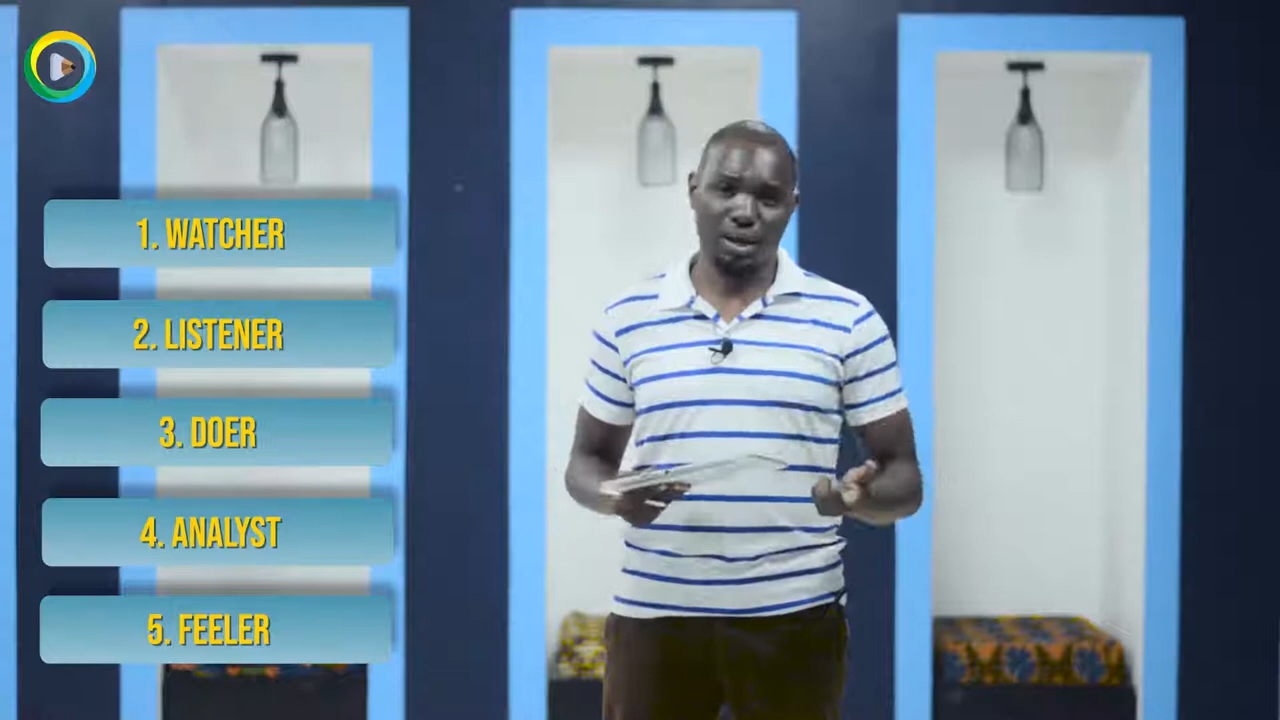 1. WATCHER
2. LISTENER
3. DOER
4. ANALYST
5. FEELER